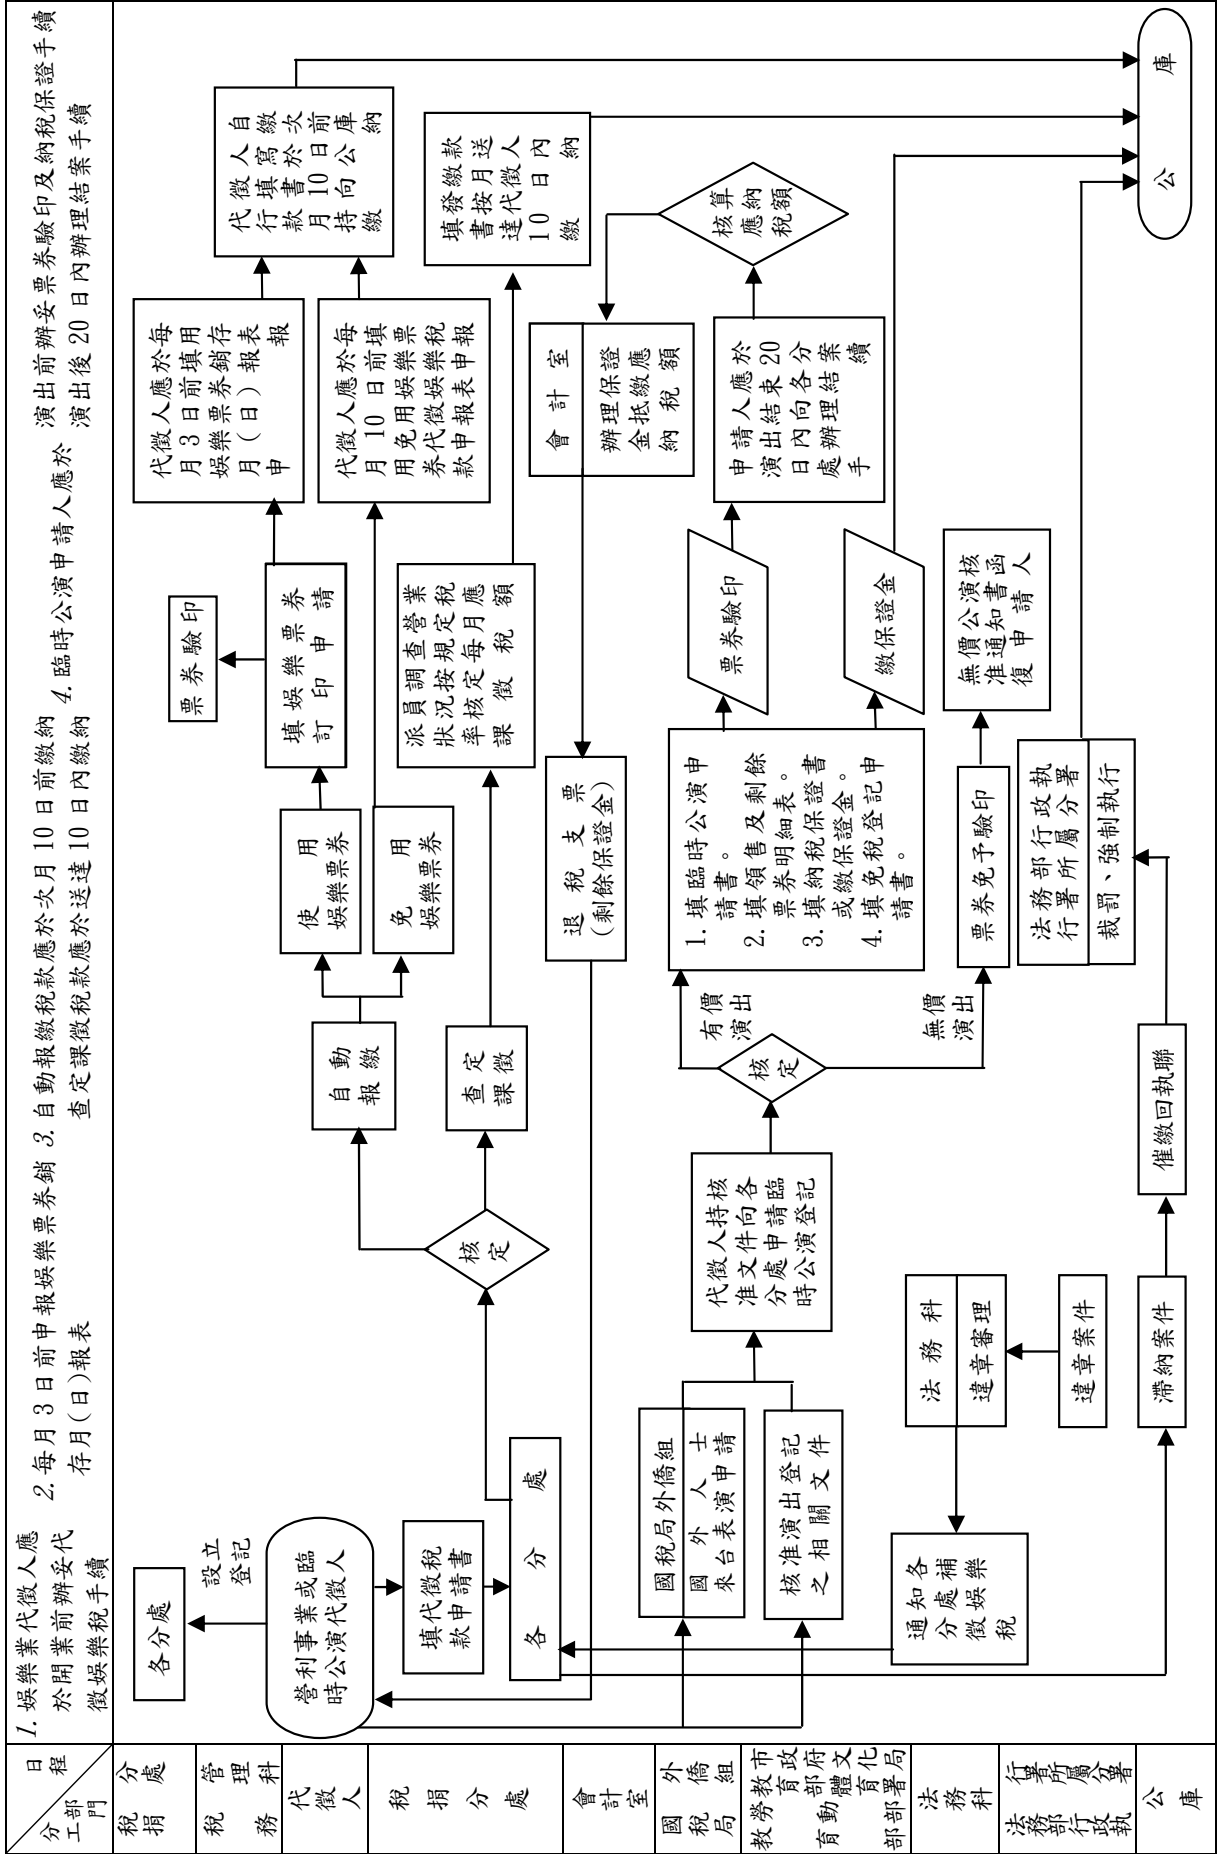 日程
分工部門
1. 娛樂業代徵人應
於開業前辦妥代
徵娛樂稅手續
2. 每月 3 日前申報娛樂票券銷
存月(日)報表
3. 自動報繳稅款應於次月 10 日前繳納
查定課徵稅款應於送達 10 日內繳納
4. 臨時公演申請人應於
演出前辦妥票券驗印及納稅保證手續
演出後 20 日內辦理結案手續
稅捐
分處
稅務
管理科
代徵人
稅捐分處
會計室
國稅局
外僑組
教育部
勞動部
教育部體育署
市政府文化局
法務科
法務部行政執
行署所屬分署
公庫
各分處
設立
登記
營利事業或臨
時公演代徵人
填代徵稅
款申請書
各分處
核定
自動
報繳
查定
課徵
使用
娛樂票券
免用
娛樂票券
填娛樂票券
訂印申請
票券驗印
派員調查營業
狀況按規定稅
率核定每月應
課徵稅額
代徵人應於每
月 3 日前填用
娛樂票券銷存
月(日)報表
申報
代徵人應於每
月 10 日前填
用免用娛樂票
券代徵娛樂稅
款申報表申報
代徵人自
行填寫繳
款書於次
月 10 日前
持向公庫
繳納
填發繳款
書按月送
達代徵人
10 日內
繳納
會計室
辦理保證
金抵繳應
納稅額
退稅支票
(剩餘保證金)
國稅局外僑組
國外人士
來台表演申請
核准演出登記
之相關文件
代徵人持核
准文件向各
分處申請臨
時公演登記
核定
有價
演出
無價
演出
1. 填臨時公演申
請書。
2. 填領售及剩餘
票券明細表。
3. 填納稅保證書
或繳保證金。
4. 填免稅登記申
請書。
票券驗印
繳保證金
申請人應於
演出結束 20
日內向各分
處辦理結案
手續
核算
應納
稅額
票券免予驗印
無價公演核
准通知書函
復申請人
通知各
分處補
徵娛樂
稅
法務科
違章審理
違章案件
滯納案件
催繳回執聯
法務部行政執
行署所屬分署
裁罰、強制執行
公庫